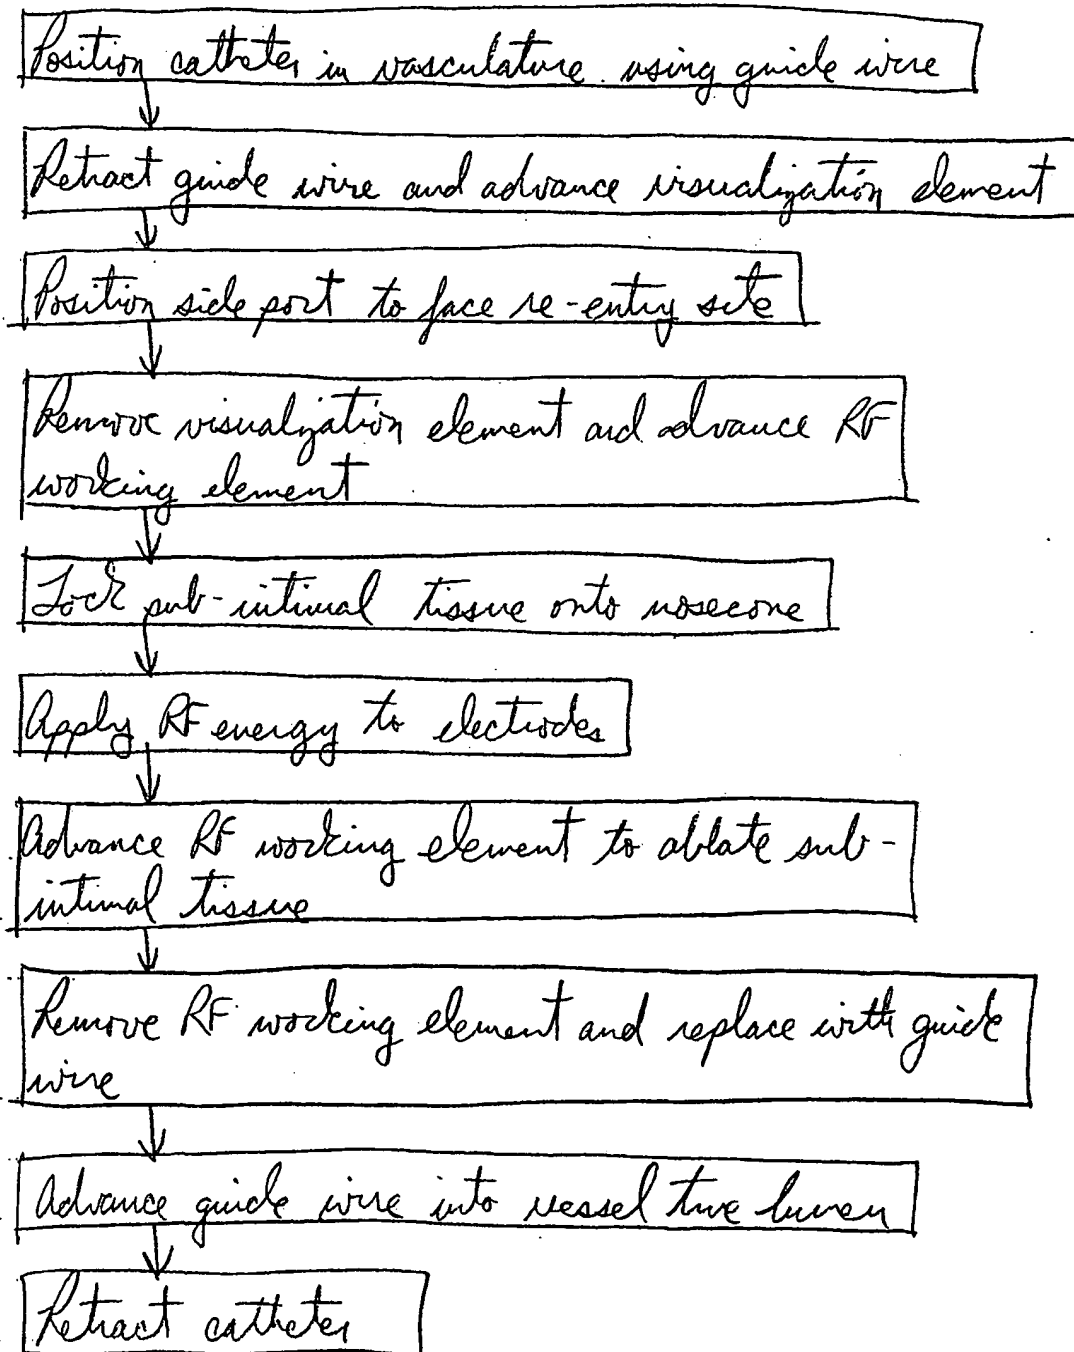 Position catheter in vasculature using guide wire
Retract guide wire and advance visualization element
Position side port to face re-entry site
Remove visualization element and advance RF
working element
Lock sub-intimal tissue onto nosecone
Apply RF energy to electrodes
Advance RF working element to ablate sub-
intimal tissue
Remove RF working element and replace with guide
wire
Advance guide wire into vessel true lumen
Retract catheter